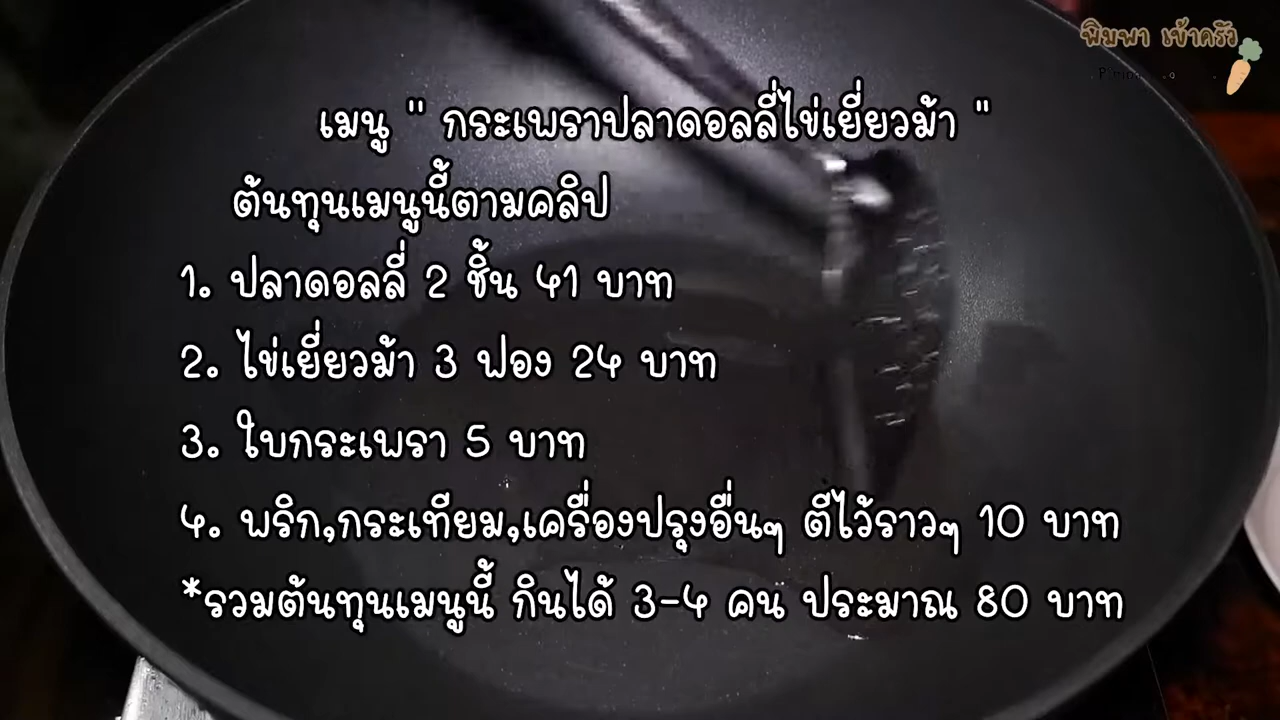 พิมพา เข้าครัว
เมนู " กระเพราปลาดอลลี่ไข่เยี่ยวม้า "
ต้นทุนเมนูนี้ตามคลิป
1. ปลาดอลลี่ 2 ชิ้น 41 บาท
2. ไข่เยี่ยวม้า 3 ฟอง 24 บาท
3. ใบกระเพรา 5 บาท
4. พริก,กระเทียม,เครื่องปรุงอื่นๆ ตีไว้ราวๆ 10 บาท
*รวมต้นทุนเมนูนี้ กินได้ 3-4 คน ประมาณ 80 บาท